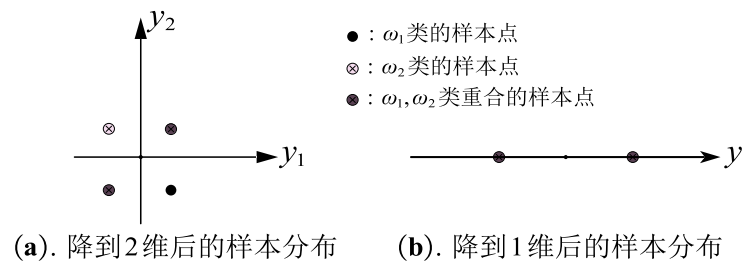 y₂
y₁
● : ω₁类的样本点
⊗ : ω₂类的样本点
: ω₁,ω₂类重合的样本点
y
(a). 降到2维后的样本分布
(b). 降到1维后的样本分布